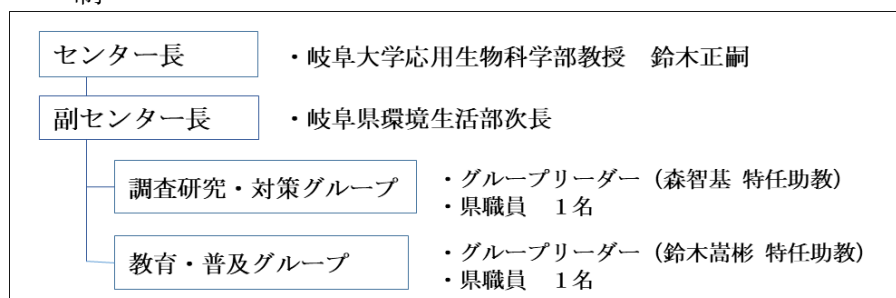 センター長　・岐阜大学応用生物科学部教授　鈴木正嗣
副センター長　・岐阜県環境生活部次長
調査研究・対策グループ　・グループリーダー（森智基 特任助教）
・県職員　１名
教育・普及グループ　・グループリーダー（鈴木嵩彬 特任助教）
・県職員　１名